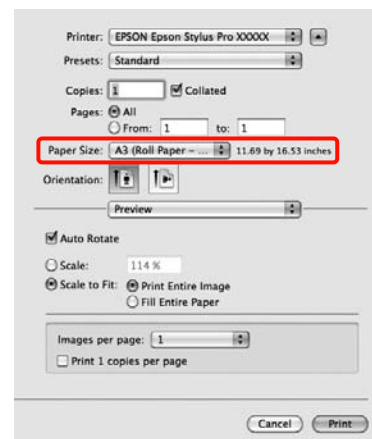 Printer: EPSON Epson Stylus Pro XXXXX
Presets: Standard
Copies: 1 Collated
Pages: All
From: 1 to: 1
Paper Size: A3 (Roll Paper – ... 11.69 by 16.53 inches
Orientation:
Preview
Auto Rotate
Scale: 114 %
Scale to Fit: Print Entire Image
Fill Entire Paper
Images per page: 1
Print 1 copies per page
Cancel Print